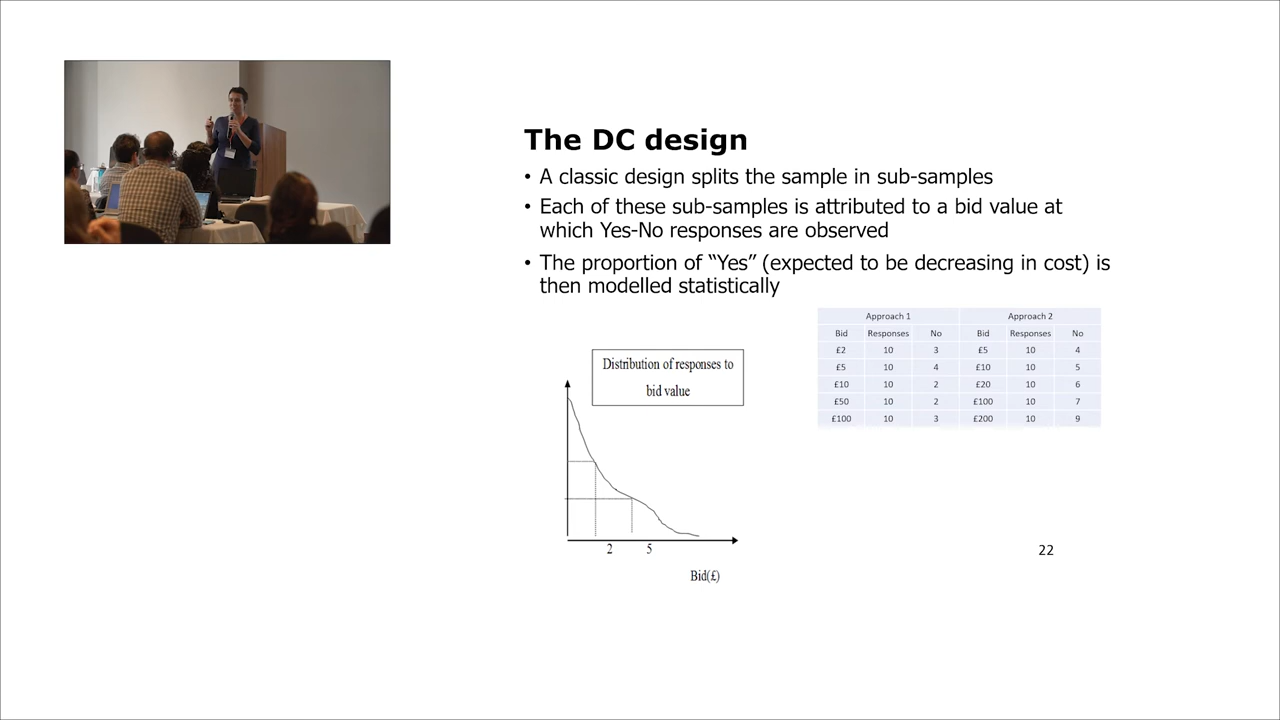 The DC design
• A classic design splits the sample in sub-samples
• Each of these sub-samples is attributed to a bid value at
which Yes-No responses are observed
• The proportion of “Yes” (expected to be decreasing in cost) is
then modelled statistically
Approach 1 Approach 2
Bid Responses No Bid Responses No
£2 10 3 £5 10 4
£5 10 4 £10 10 5
£10 10 2 £20 10 6
£50 10 2 £100 10 7
£100 10 3 £200 10 9
Distribution of responses to
bid value
2 5
Bid(£)
22